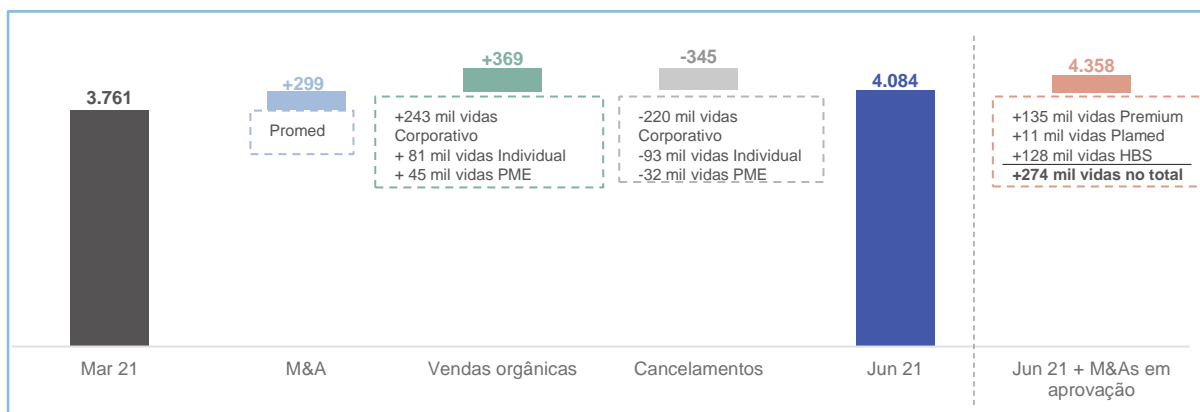 3.761
+299
Promed
+369
+243 mil vidas
Corporativo
+ 81 mil vidas Individual
+ 45 mil vidas PME
-345
-220 mil vidas
Corporativo
-93 mil vidas Individual
-32 mil vidas PME
4.084
4.358
+135 mil vidas Premium
+11 mil vidas Plamed
+128 mil vidas HBS
+274 mil vidas no total
Mar 21
M&A
Vendas orgânicas
Cancelamentos
Jun 21
Jun 21 + M&As em
aprovação